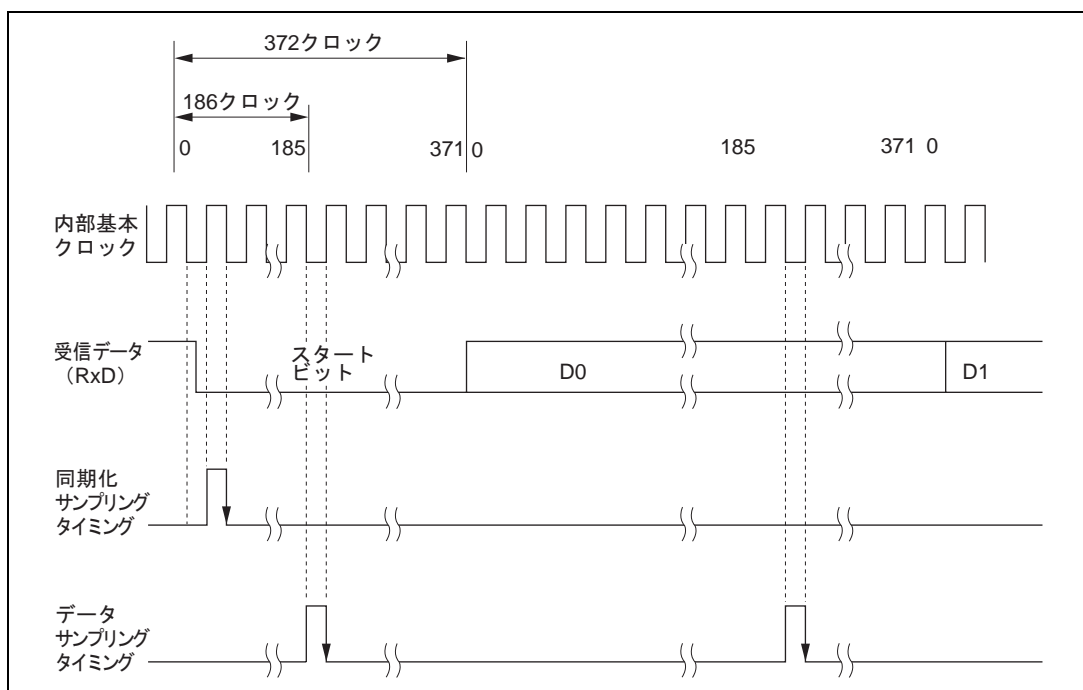 372クロック
186クロック
0 185 371 0 185 371 0
内部基本
クロック
受信データ
（RxD）
スタート
ビット
D0
D1
同期化
サンプリング
タイミング
データ
サンプリング
タイミング